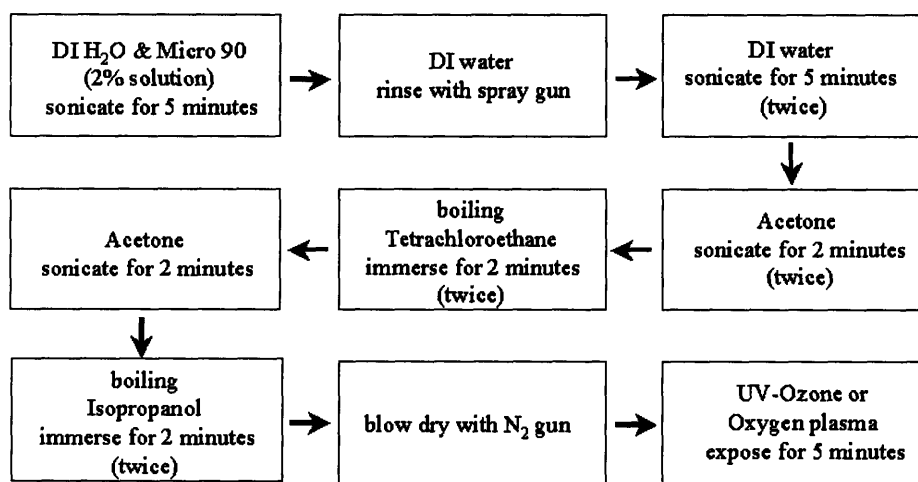 DI H₂O & Micro 90
(2% solution)
sonicate for 5 minutes
DI water
rinse with spray gun
DI water
sonicate for 5 minutes
(twice)
Acetone
sonicate for 2 minutes
(twice)
boiling
Tetrachloroethane
immerse for 2 minutes
(twice)
Acetone
sonicate for 2 minutes
boiling
Isopropanol
immerse for 2 minutes
(twice)
blow dry with N₂ gun
UV-Ozone or
Oxygen plasma
expose for 5 minutes